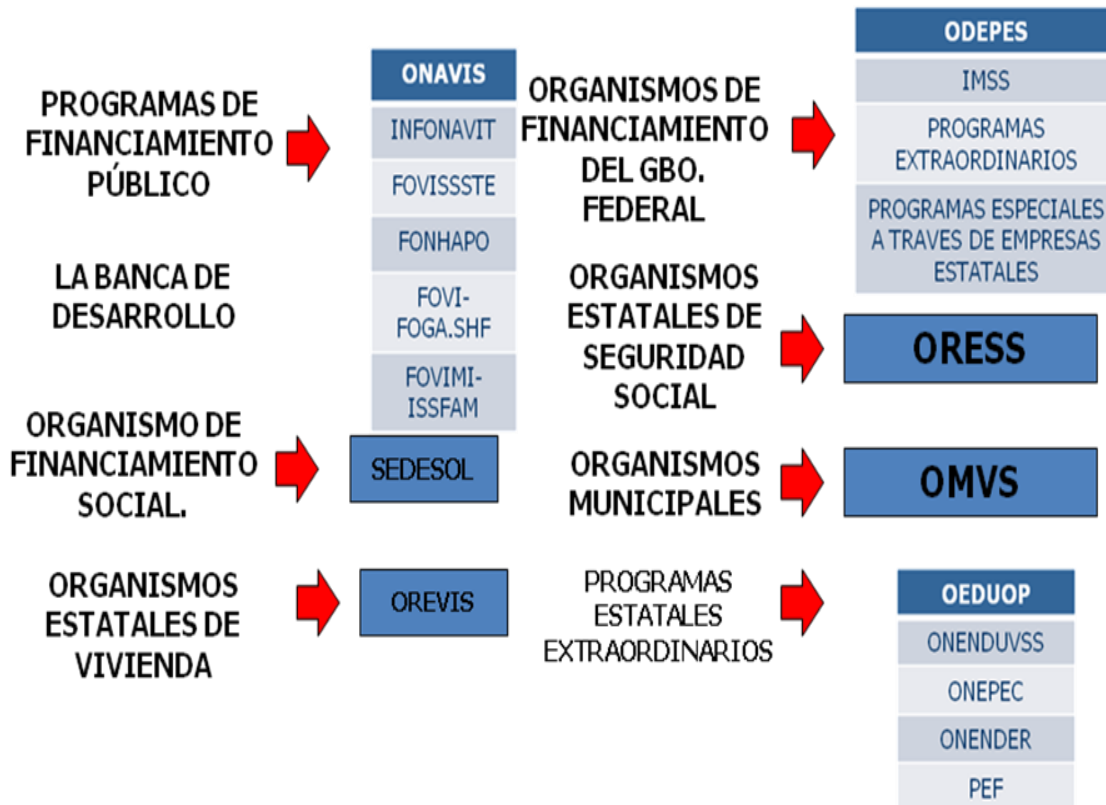 PROGRAMAS DE
FINANCIAMIENTO
PÚBLICO
ONAVIS
INFONAVIT
FOVISSSTE
FONHAPO
FOVI-
FOGA.SHF
FOVIMI-
ISSFAM
LA BANCA DE
DESARROLLO
ORGANISMO DE
FINANCIAMIENTO
SOCIAL.
SEDESOL
ORGANISMOS
ESTATALES DE
VIVIENDA
OREVIS
ORGANISMOS DE
FINANCIAMIENTO
DEL GBO.
FEDERAL
ODEPES
IMSS
PROGRAMAS
EXTRAORDINARIOS
PROGRAMAS ESPECIALES
A TRAVES DE EMPRESAS
ESTATALES
ORGANISMOS
ESTATALES DE
SEGURIDAD
SOCIAL
ORESS
ORGANISMOS
MUNICIPALES
OMVS
PROGRAMAS
ESTATALES
EXTRAORDINARIOS
OEDUOP
ONENDUVSS
ONEPEC
ONENDER
PEF